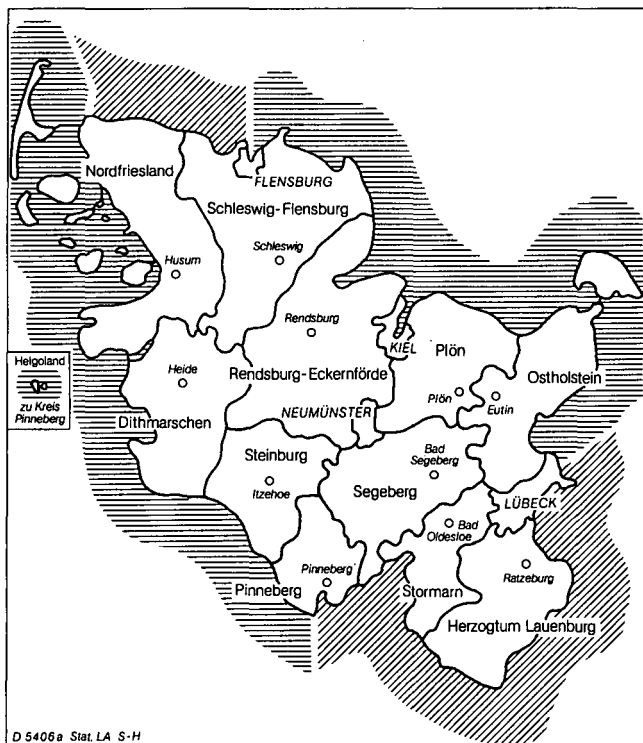 Nordfriesland
FLENSBURG
Schleswig-Flensburg
Schleswig
Husum
Rendsburg
KIEL
Plön
Helgoland
zu Kreis
Pinneberg
Heide
Rendsburg-Eckernförde
Ostholstein
Plön
Eutin
Dithmarschen
NEUMÜNSTER
Steinburg
Bad
Segeberg
Itzehoe
Segeberg
LÜBECK
Bad
Oldesloe
Pinneberg
Ratzeburg
Pinneberg
Stormarn
Herzogtum Lauenburg
D 5406a Stat. LA S-H